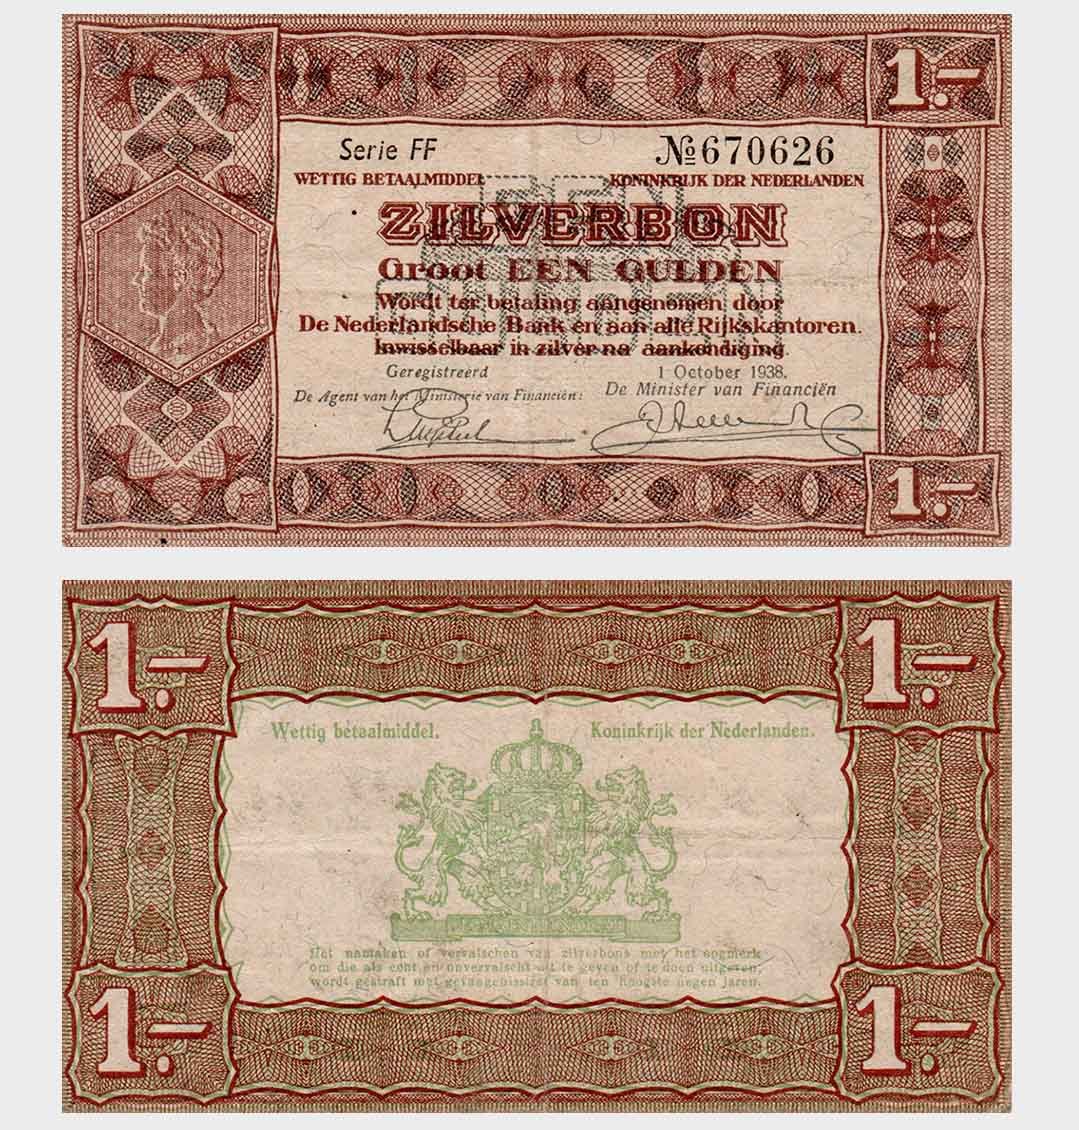 1.-
Serie FF № 670626
WETTIG BETAALMIDDEL KONINKRIJK DER NEDERLANDEN
EEN
GULDEN
ZILVERBON
Groot EEN GULDEN
Wordt ter betaling aangenomen door
De Nederlandsche Bank en aan alle Rijkskantoren.
Inwisselbaar in zilver na aankondiging.
Geregistreerd 1 October 1938.
De Agent van het Ministerie van Financiën: De Minister van Financiën
1.-
1.- 1.-
Wettig betaalmiddel. Koninkrijk der Nederlanden.
Het namaken of vervalschen van zilverbons met het oogmerk
om die als echt en onvervalscht uit te geven of te doen uitgeven,
wordt gestraft met gevangenisstraf van ten hoogste negen jaren.
1.- 1.-